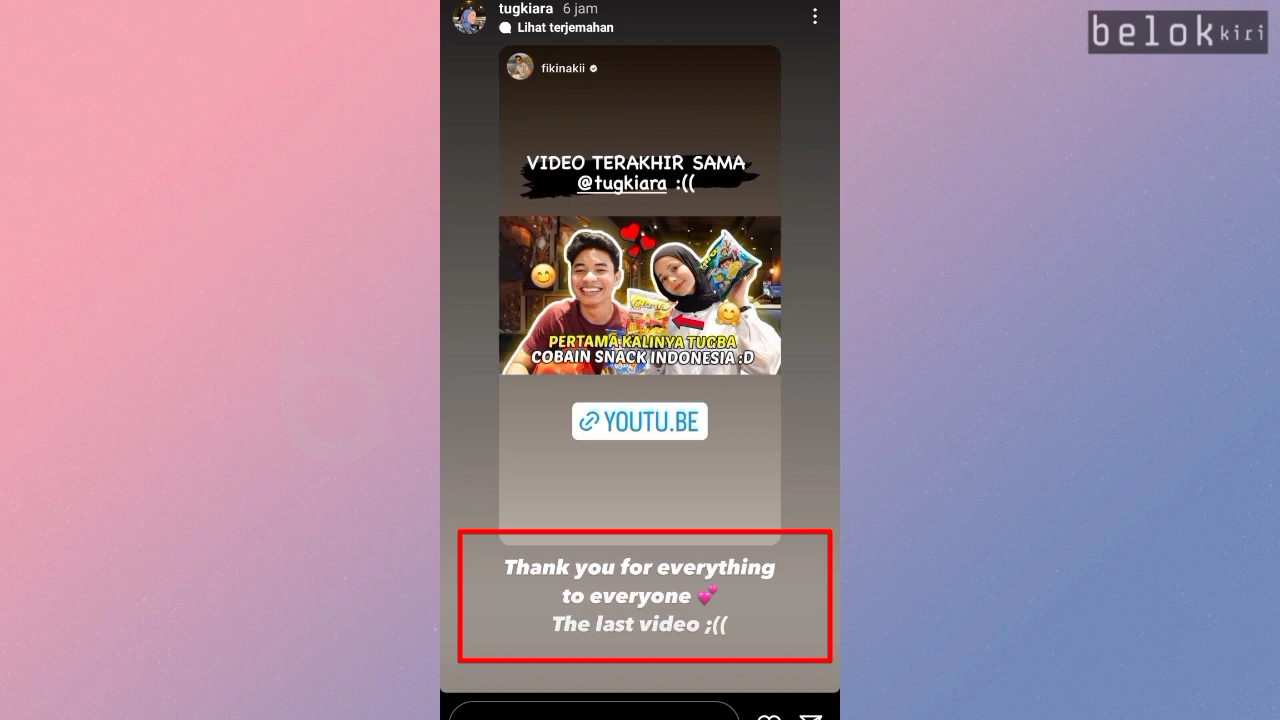 tugkiara 6 jam
Lihat terjemahan
belok kiri
fikinakii
VIDEO TERAKHIR SAMA
@tugkiara :((
PERTAMA KALINYA TUGBA
COBAIN SNACK INDONESIA :D
YOUTU.BE
Thank you for everything
to everyone 💕
The last video ;((